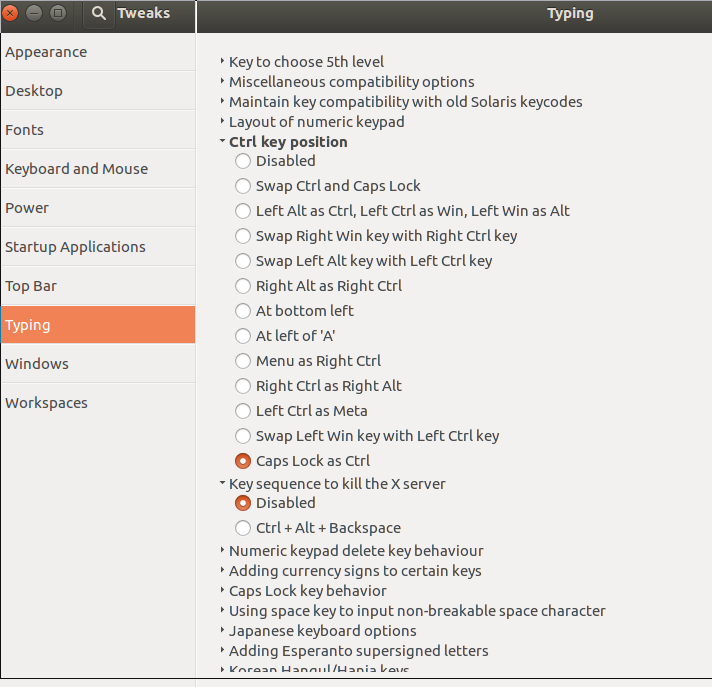 Tweaks
Typing
Appearance
Desktop
Fonts
Keyboard and Mouse
Power
Startup Applications
Top Bar
Typing
Windows
Workspaces
Key to choose 5th level
Miscellaneous compatibility options
Maintain key compatibility with old Solaris keycodes
Layout of numeric keypad
Ctrl key position
Disabled
Swap Ctrl and Caps Lock
Left Alt as Ctrl, Left Ctrl as Win, Left Win as Alt
Swap Right Win key with Right Ctrl key
Swap Left Alt key with Left Ctrl key
Right Alt as Right Ctrl
At bottom left
At left of 'A'
Menu as Right Ctrl
Right Ctrl as Right Alt
Left Ctrl as Meta
Swap Left Win key with Left Ctrl key
Caps Lock as Ctrl
Key sequence to kill the X server
Disabled
Ctrl + Alt + Backspace
Numeric keypad delete key behaviour
Adding currency signs to certain keys
Caps Lock key behavior
Using space key to input non-breakable space character
Japanese keyboard options
Adding Esperanto supersigned letters
Korean Hangul/Hanja keys